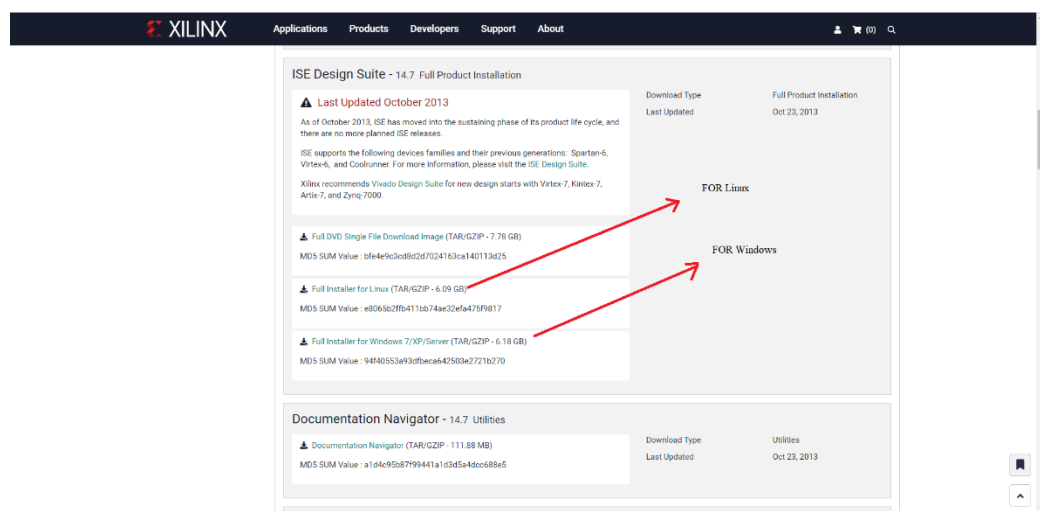 XILINX
Applications Products Developers Support About (0)
ISE Design Suite - 14.7 Full Product Installation
Last Updated October 2013
As of October 2013, ISE has moved into the sustaining phase of its product life cycle, and
there are no more planned ISE releases.
ISE supports the following devices families and their previous generations: Spartan-6,
Virtex-6, and Coolrunner. For more information, please visit the ISE Design Suite.
Xilinx recommends Vivado Design Suite for new design starts with Virtex-7, Kintex-7,
Artix-7, and Zynq-7000.
Download Type Full Product Installation
Last Updated Oct 23, 2013
FOR Linux
Full DVD Single File Download Image (TAR/GZIP - 7.78 GB)
MD5 SUM Value : bfe4e9c3cd8d2d7024163ca140113d25
FOR Windows
Full Installer for Linux (TAR/GZIP - 6.09 GB)
MD5 SUM Value : e8065b2ffb411bb74ae32efa475f9817
Full Installer for Windows 7/XP/Server (TAR/GZIP - 6.18 GB)
MD5 SUM Value : 94f40553a93dfbeca642503e2721b270
Documentation Navigator - 14.7 Utilities
Documentation Navigator (TAR/GZIP - 111.88 MB)
MD5 SUM Value : a1d4c95b87f99441a1d3d5a4dcc688e5
Download Type Utilities
Last Updated Oct 23, 2013